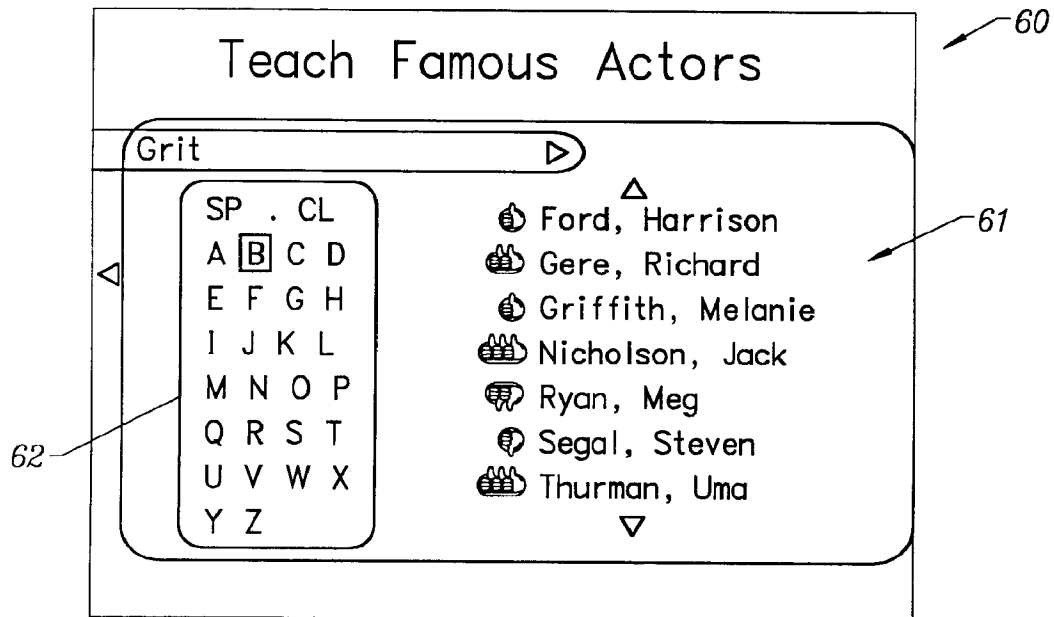 60
Teach Famous Actors
Grit
SP . CL
A B C D
E F G H
I J K L
M N O P
Q R S T
U V W X
Y Z
62
Ford, Harrison
Gere, Richard
Griffith, Melanie
Nicholson, Jack
Ryan, Meg
Segal, Steven
Thurman, Uma
61